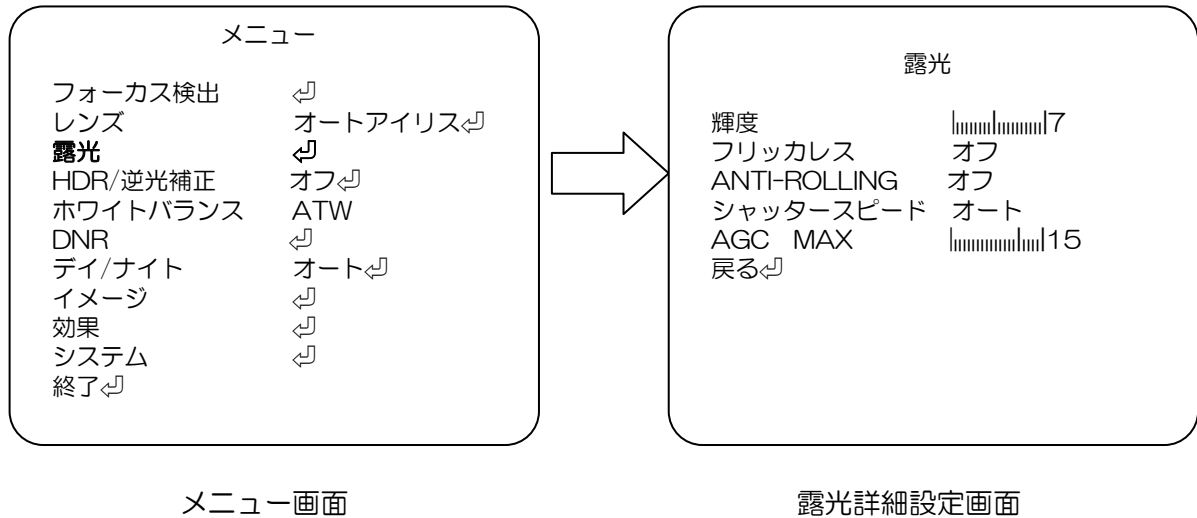 メニュー
フォーカス検出 ⏎
レンズ オートアイリス⏎
露光 ⏎
HDR/逆光補正 オフ⏎
ホワイトバランス ATW
DNR ⏎
デイ/ナイト オート⏎
イメージ ⏎
効果 ⏎
システム ⏎
終了⏎
メニュー画面
露光
輝度 7
フリッカレス オフ
ANTI-ROLLING オフ
シャッタースピード オート
AGC MAX 15
戻る⏎
露光詳細設定画面